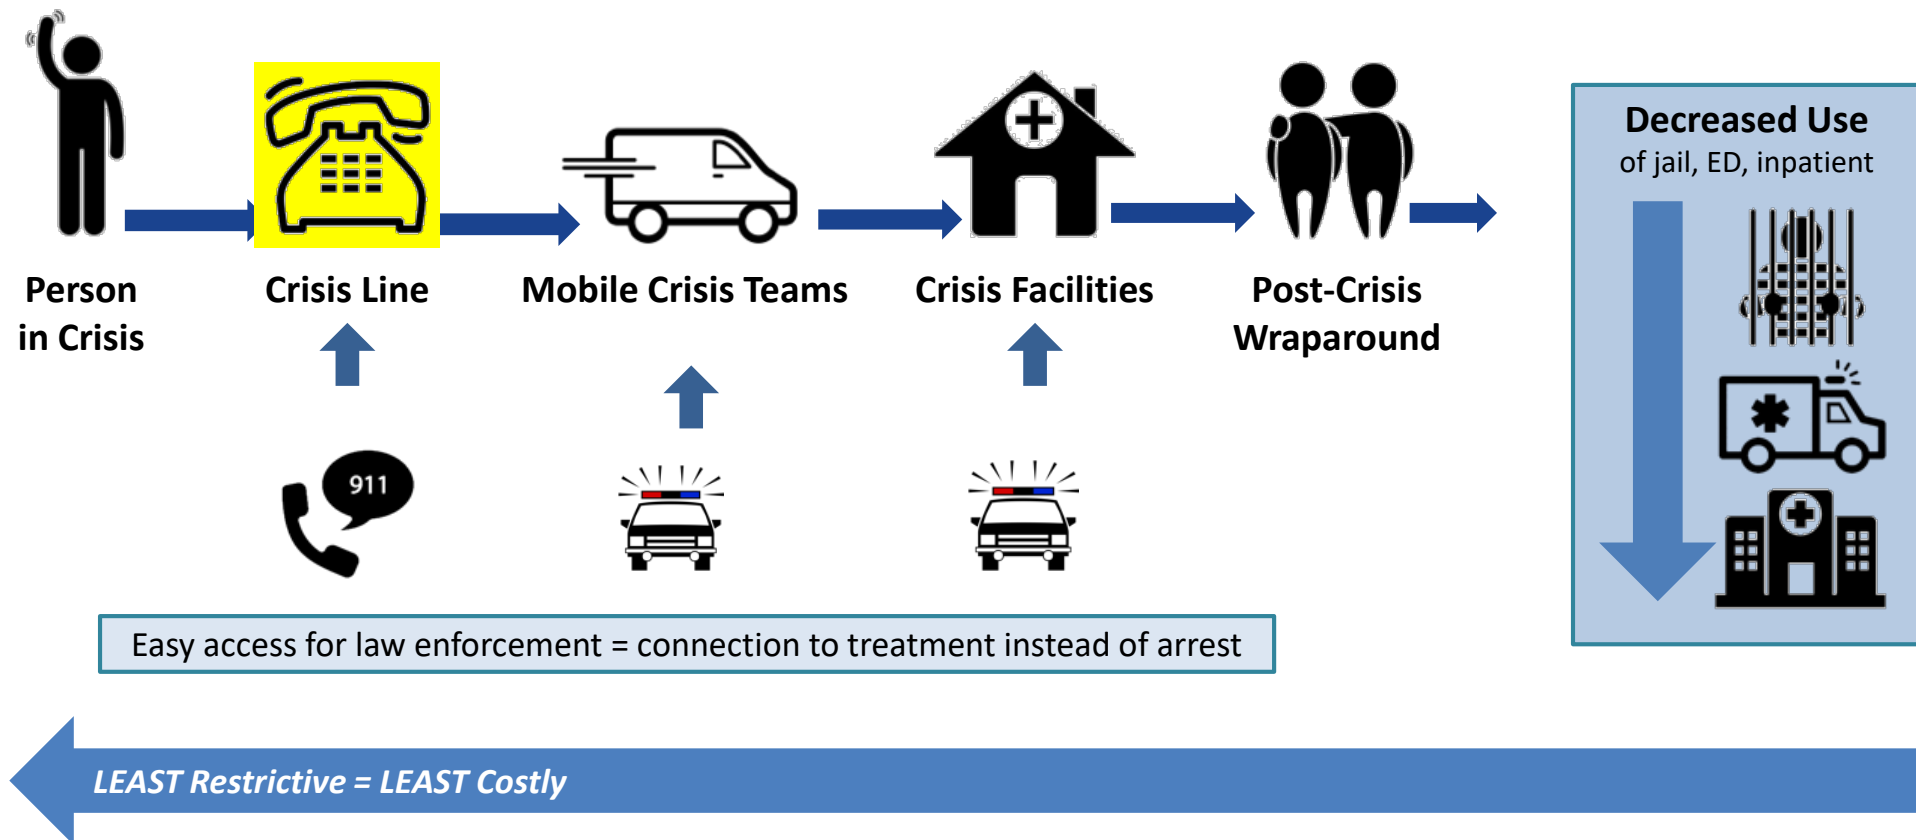 Decreased Use
of jail, ED, inpatient
Person
in Crisis
Crisis Line
Mobile Crisis Teams
Crisis Facilities
Post-Crisis
Wraparound
911
Easy access for law enforcement = connection to treatment instead of arrest
LEAST Restrictive = LEAST Costly